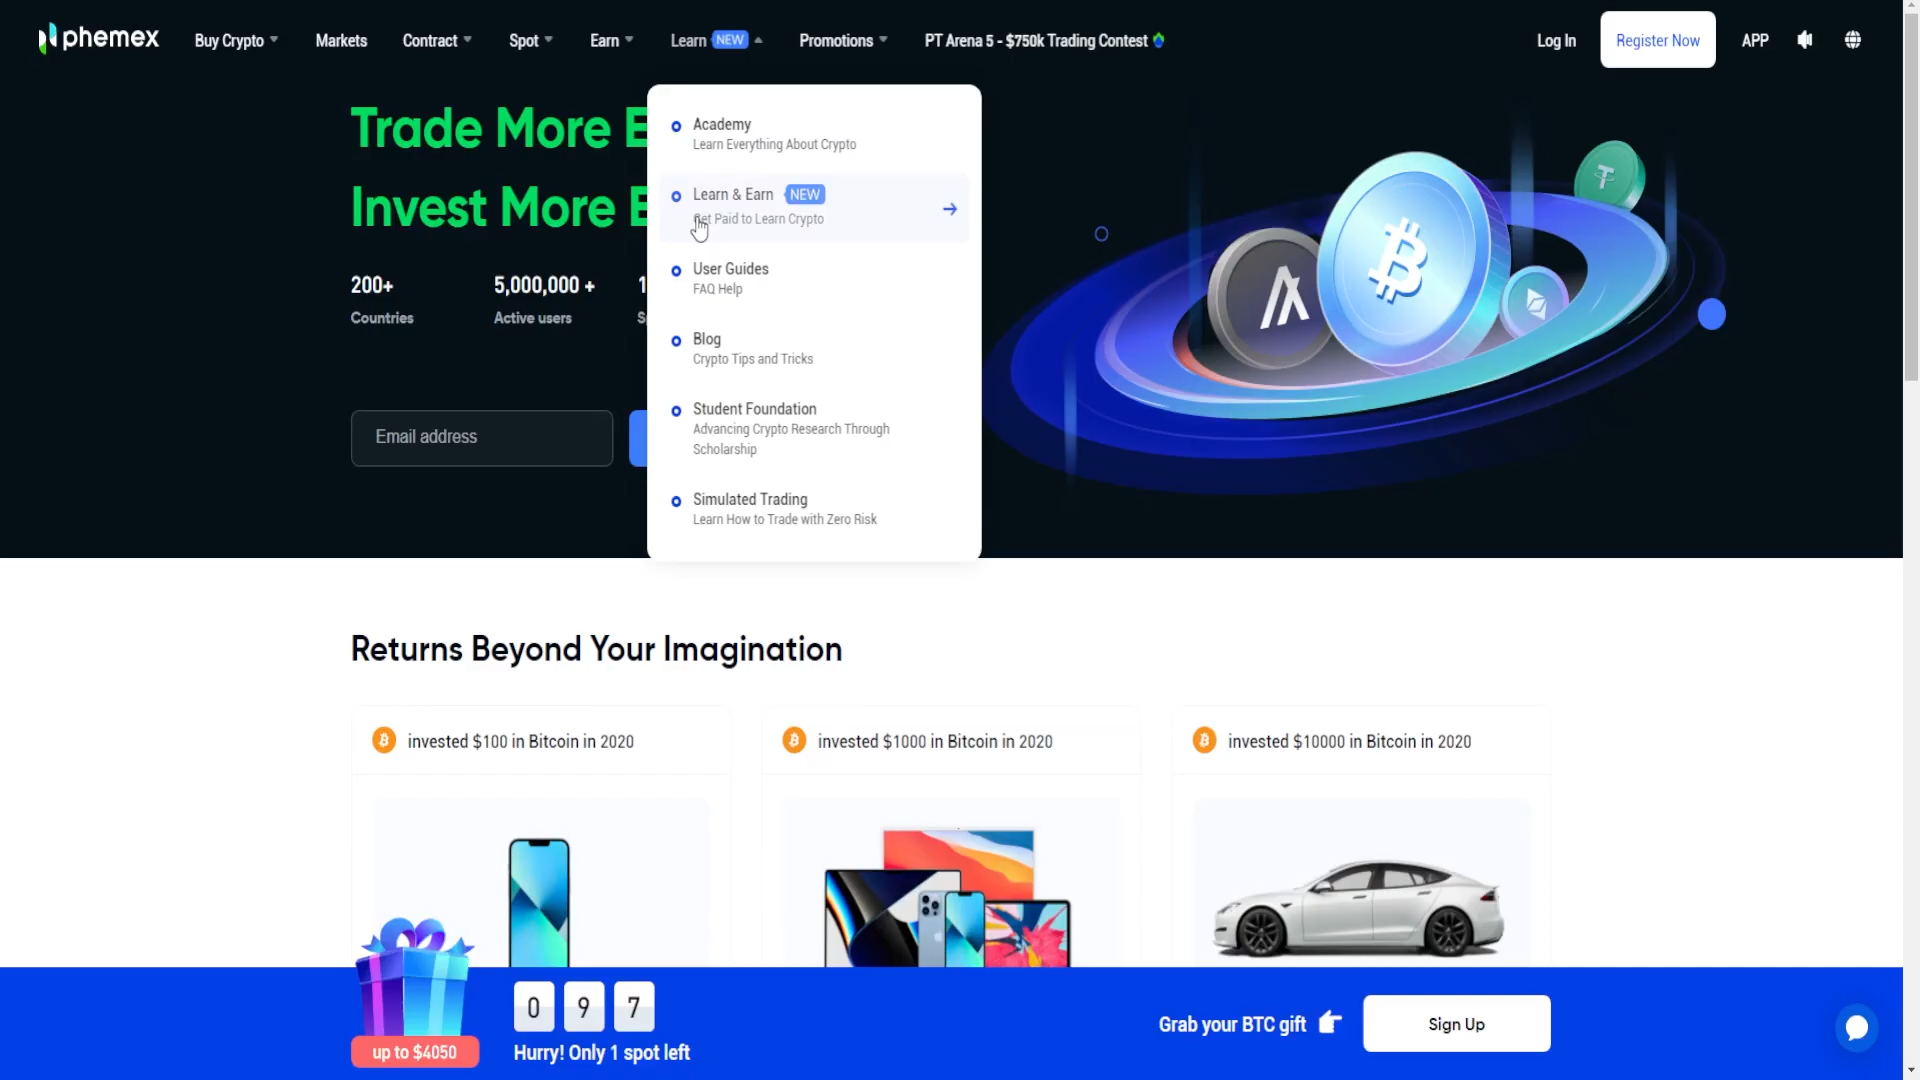 phemex
Buy Crypto
Markets
Contract
Spot
Earn
Learn NEW
Promotions
PT Arena 5 - $750k Trading Contest
Log In
Register Now
APP
Trade More E
Invest More E
200+
Countries
5,000,000 +
Active users
Email address
Academy
Learn Everything About Crypto
Learn & Earn NEW
Get Paid to Learn Crypto
User Guides
FAQ Help
Blog
Crypto Tips and Tricks
Student Foundation
Advancing Crypto Research Through
Scholarship
Simulated Trading
Learn How to Trade with Zero Risk
Returns Beyond Your Imagination
invested $100 in Bitcoin in 2020
invested $1000 in Bitcoin in 2020
invested $10000 in Bitcoin in 2020
up to $4050
0 9 7
Hurry! Only 1 spot left
Grab your BTC gift
Sign Up